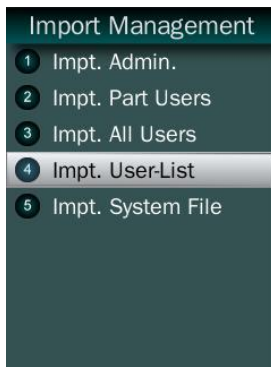 Import Management
1 Impt. Admin.
2 Impt. Part Users
3 Impt. All Users
4 Impt. User-List
5 Impt. System File